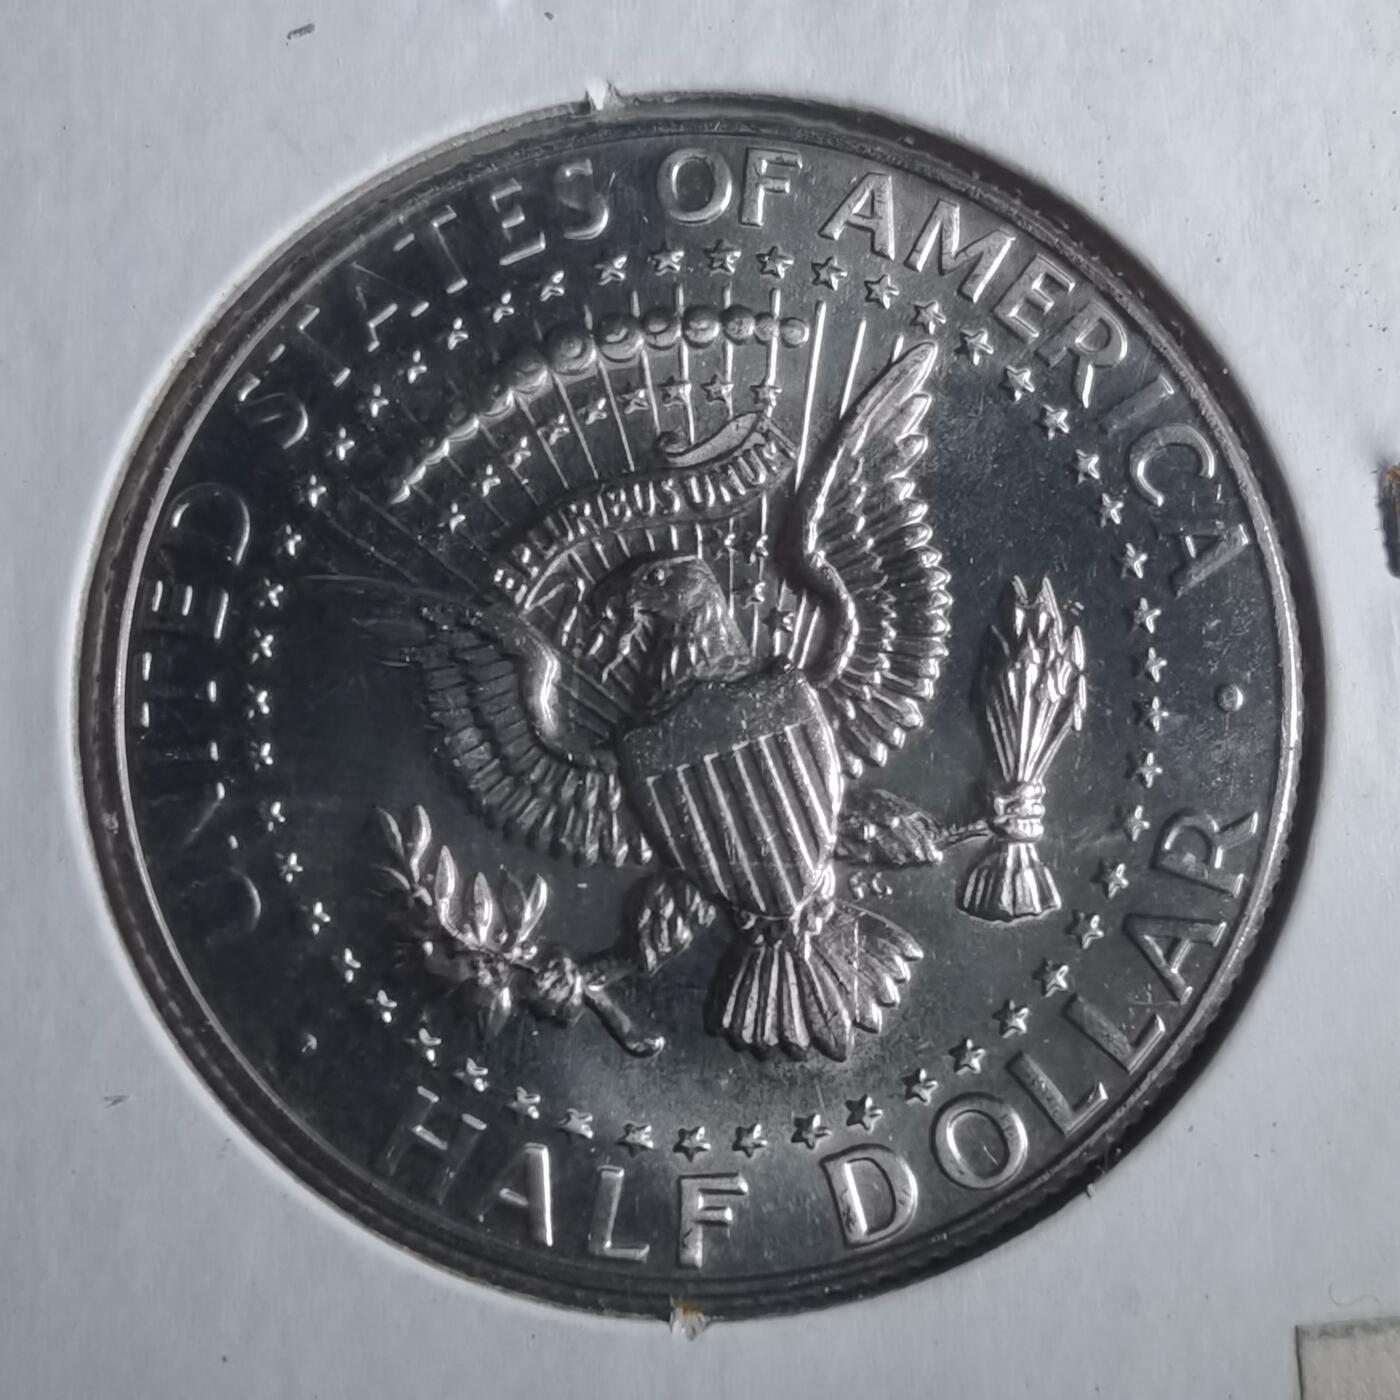 UNITED STATES OF AMERICA
E PLURIBUS UNUM
FG
HALF DOLLAR